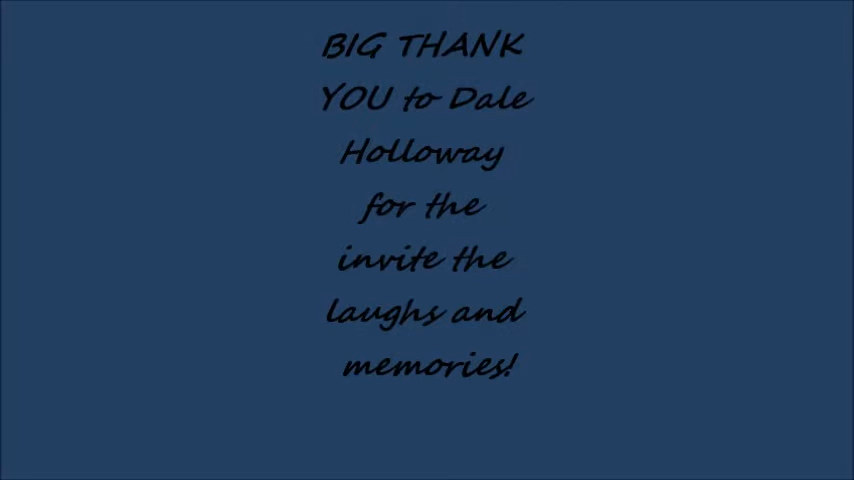 BIG THANK
YOU to Dale
Holloway
for the
invite the
laughs and
memories!